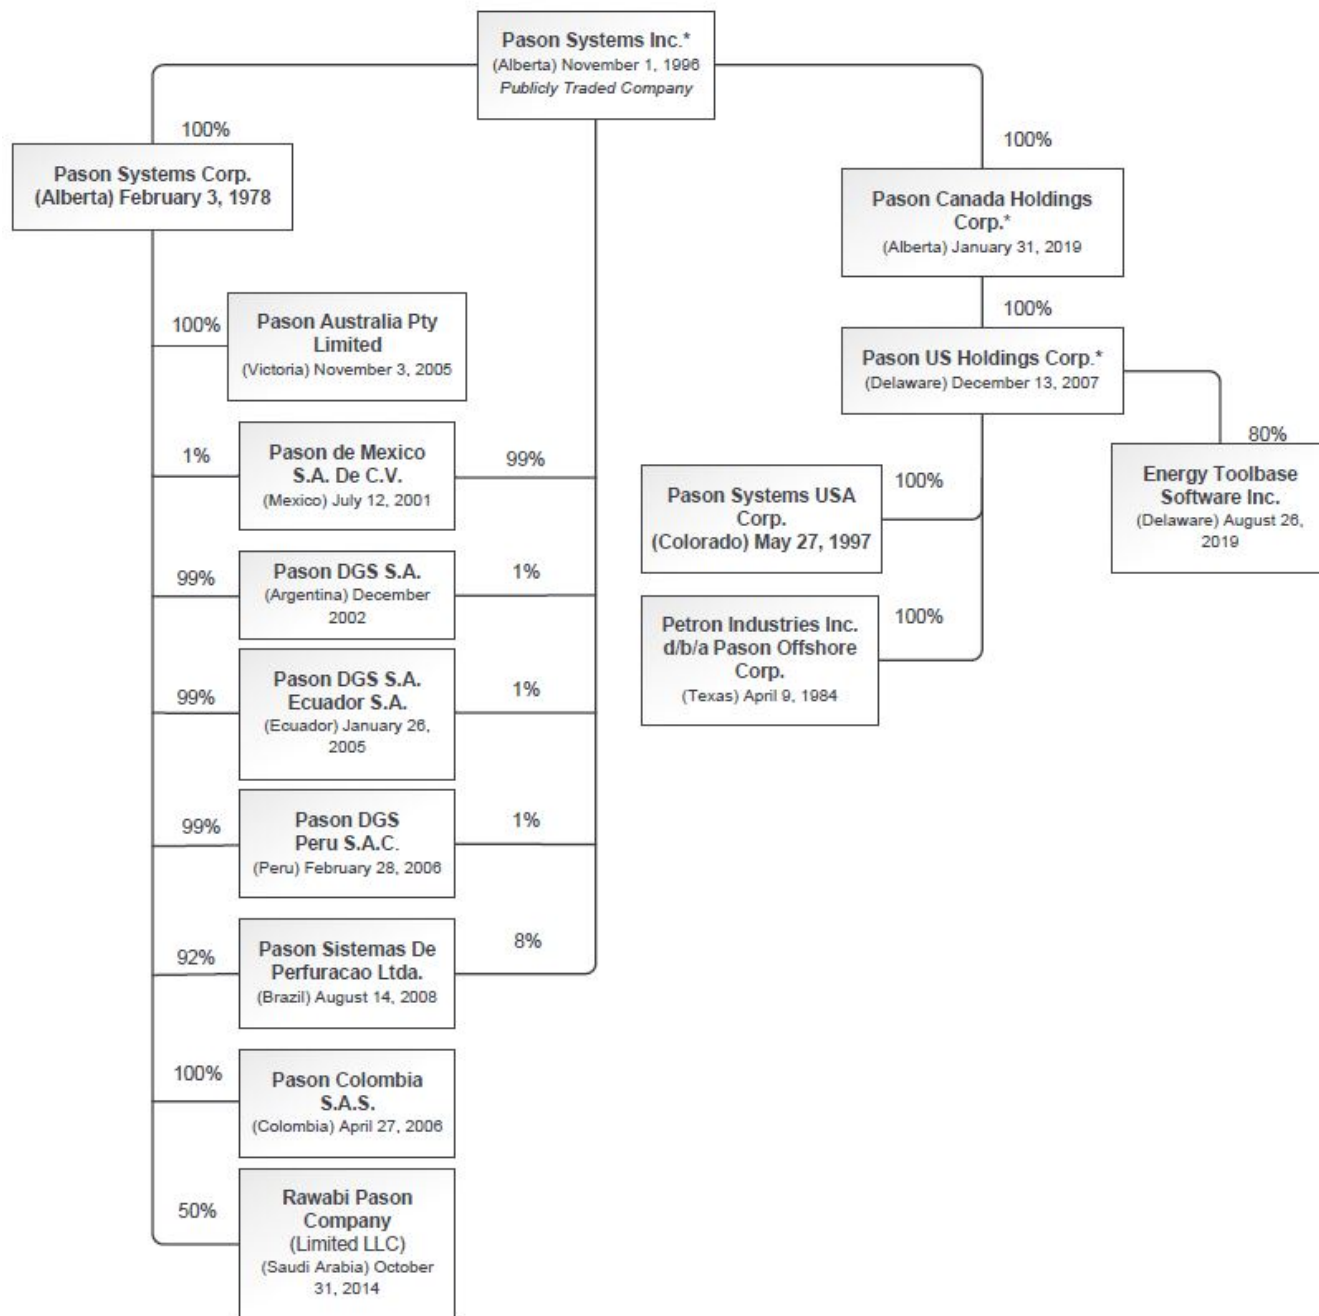 Pason Systems Inc.*
(Alberta) November 1, 1996
Publicly Traded Company
100%
Pason Systems Corp.
(Alberta) February 3, 1978
100%
Pason Canada Holdings
Corp.*
(Alberta) January 31, 2019
100%
Pason US Holdings Corp.*
(Delaware) December 13, 2007
80%
Energy Toolbase
Software Inc.
(Delaware) August 26,
2019
100%
Pason Systems USA
Corp.
(Colorado) May 27, 1997
100%
Petron Industries Inc.
d/b/a Pason Offshore
Corp.
(Texas) April 9, 1984
100%
Pason Australia Pty
Limited
(Victoria) November 3, 2005
1%
Pason de Mexico
S.A. De C.V.
(Mexico) July 12, 2001
99%
99%
Pason DGS S.A.
(Argentina) December
2002
1%
99%
Pason DGS S.A.
Ecuador S.A.
(Ecuador) January 26,
2005
1%
99%
Pason DGS
Peru S.A.C.
(Peru) February 28, 2006
1%
92%
Pason Sistemas De
Perfuracao Ltda.
(Brazil) August 14, 2008
8%
100%
Pason Colombia
S.A.S.
(Colombia) April 27, 2006
50%
Rawabi Pason
Company
(Limited LLC)
(Saudi Arabia) October
31, 2014